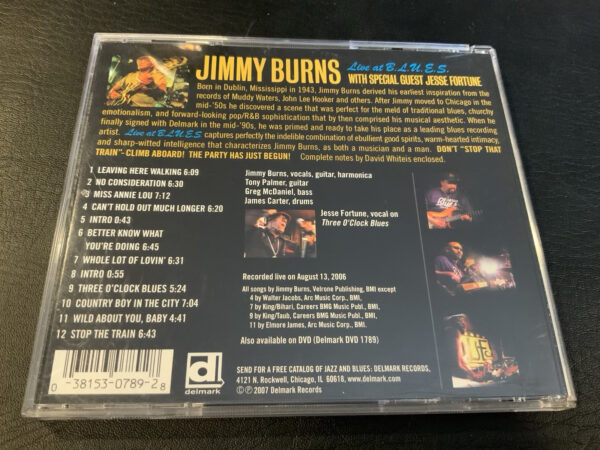 JIMMY BURNS Live at B.L.U.E.S.
WITH SPECIAL GUEST JESSE FORTUNE
Born in Dublin, Mississippi in 1943, Jimmy Burns derived his earliest inspiration from the
records of Muddy Waters, John Lee Hooker and others. After Jimmy moved to Chicago in the
mid-'50s he discovered a scene that was perfect for the meld of traditional blues, church
emotionalism, and forward-looking pop/R&B sophistication that by then comprised his musical aesthetic. When he
finally signed with Delmark in the mid-'90s, he was primed and ready to take his place as a leading blues recording
artist. Live at B.L.U.E.S captures perfectly the indelible combination of ebullient good spirits, warm-hearted intimacy,
and sharp-witted intelligence that characterizes Jimmy Burns, as both a musician and a man. DON'T "STOP THAT
TRAIN"- CLIMB ABOARD! THE PARTY HAS JUST BEGUN! Complete notes by David Whiteis enclosed.
1 LEAVING HERE WALKING 6:09
2 NO CONSIDERATION 6:30
3 MISS ANNIE LOU 7:12
4 CAN'T HOLD OUT MUCH LONGER 6:20
5 INTRO 0:43
6 BETTER KNOW WHAT
YOU'RE DOING 6:45
7 WHOLE LOT OF LOVIN' 6:31
8 INTRO 0:55
9 THREE O'CLOCK BLUES 5:24
10 COUNTRY BOY IN THE CITY 7:04
11 WILD ABOUT YOU, BABY 4:41
12 STOP THE TRAIN 6:43
Jimmy Burns, vocals, guitar, harmonica
Tony Palmer, guitar
Greg McDaniel, bass
James Carter, drums
Jesse Fortune, vocal on
Three O'Clock Blues
Recorded live on August 13, 2006
All songs by Jimmy Burns, Velrone Publishing, BMI except
4 by Walter Jacobs, Arc Music Corp., BMI,
7 by King/Bihari, Careers BMG Music Publ., BMI,
9 by King/Taub, Careers BMG Music Publ., BMI,
11 by Elmore James, Arc Music Corp., BMI.
Also available on DVD (Delmark DVD 1789)
0 38153-0789-2 8
d
delmark
SEND FOR A FREE CATALOG OF JAZZ AND BLUES: DELMARK RECORDS,
4121 N. Rockwell, Chicago, IL 60618, www.delmark.com
©℗ 2007 Delmark Records